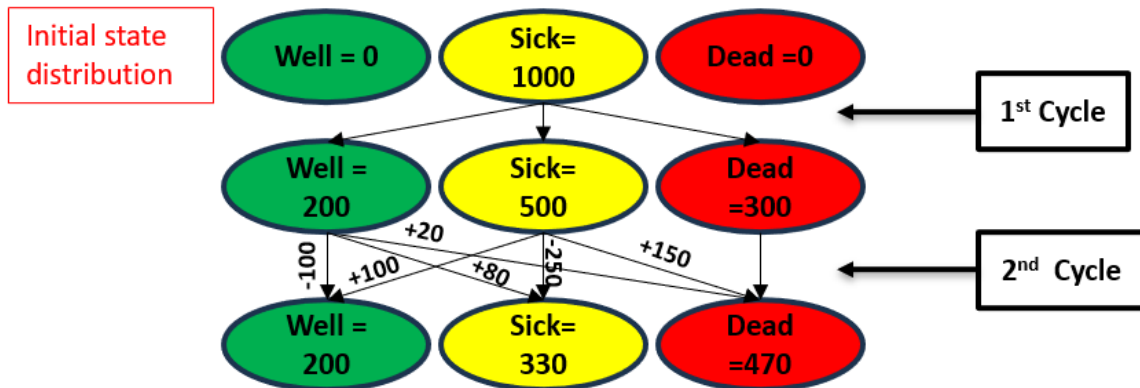 Initial state
distribution
Well = 0
Sick=
1000
Dead =0
1st Cycle
Well =
200
Sick=
500
Dead
=300
-100
+100
+20
+80
-250
+150
2nd Cycle
Well =
200
Sick=
330
Dead
=470